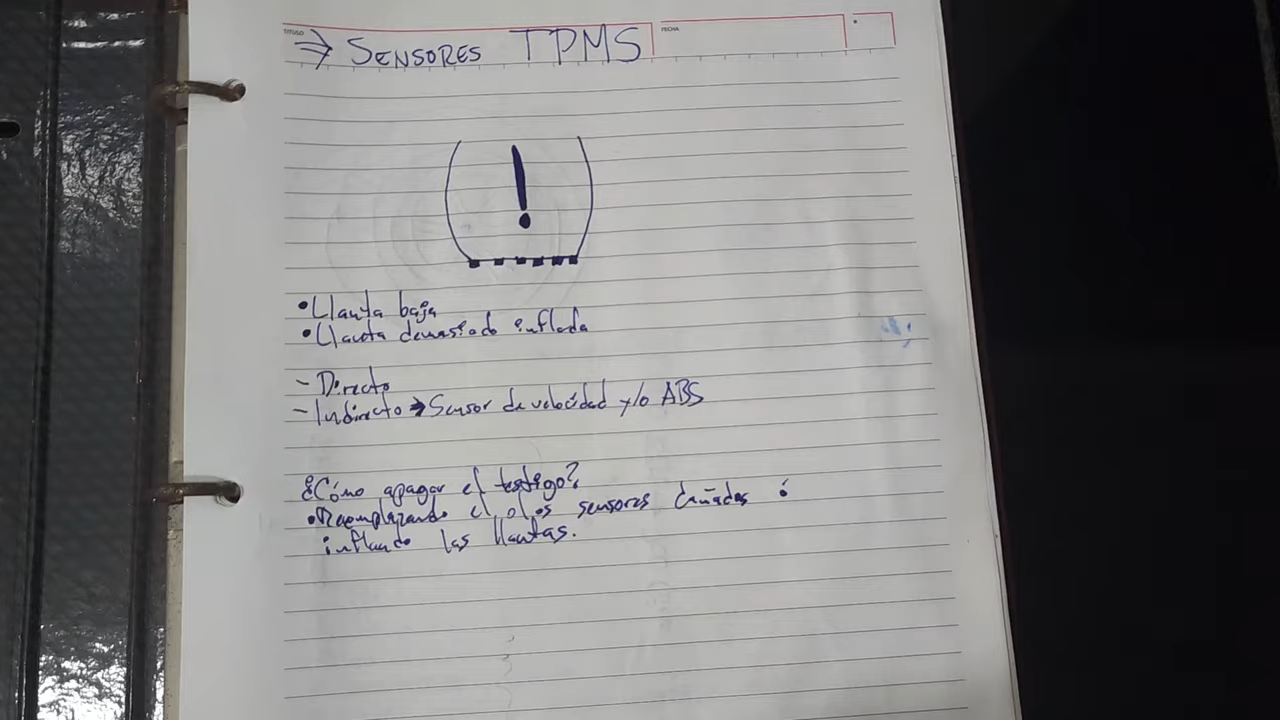 TITULO
FECHA
⇒ SENSORES TPMS
!
• Llanta baja
• Llanta demasiado inflada
- Directo
- Indirecto → Sensor de velocidad y/o ABS
¿Cómo apagar el testigo?
• Reemplazando el o los sensores dañados ó
inflando las llantas.